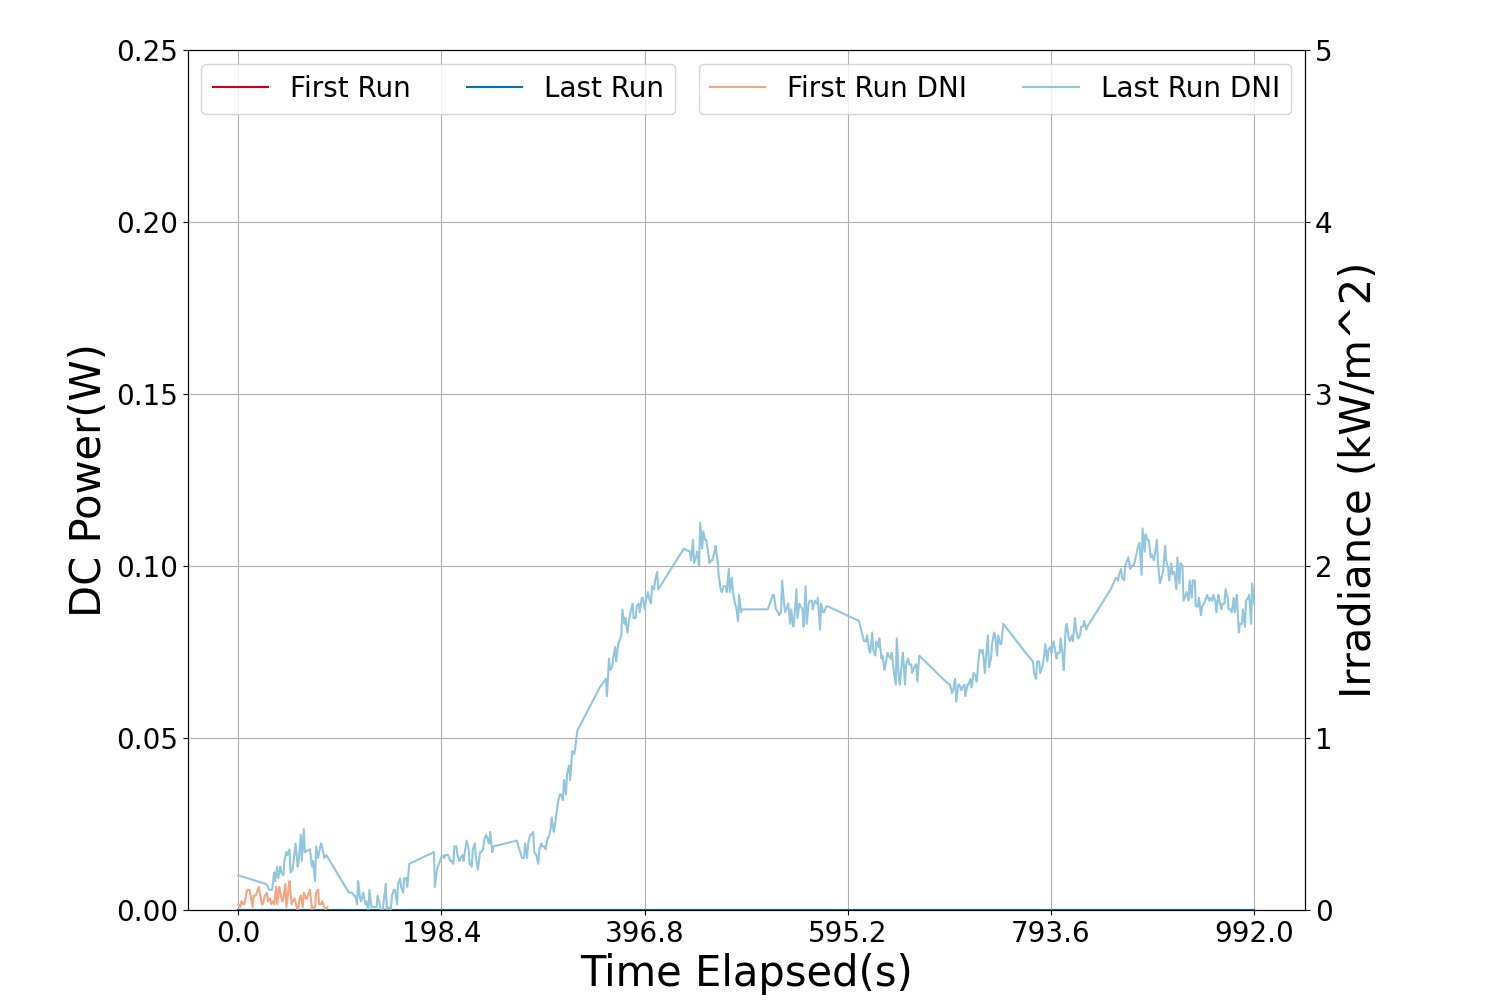 0.25
0.20
0.15
0.10
0.05
0.00
DC Power(W)
First Run
Last Run
First Run DNI
Last Run DNI
5
4
3
2
1
0
Irradiance (kW/m^2)
0.0
198.4
396.8
595.2
793.6
992.0
Time Elapsed(s)